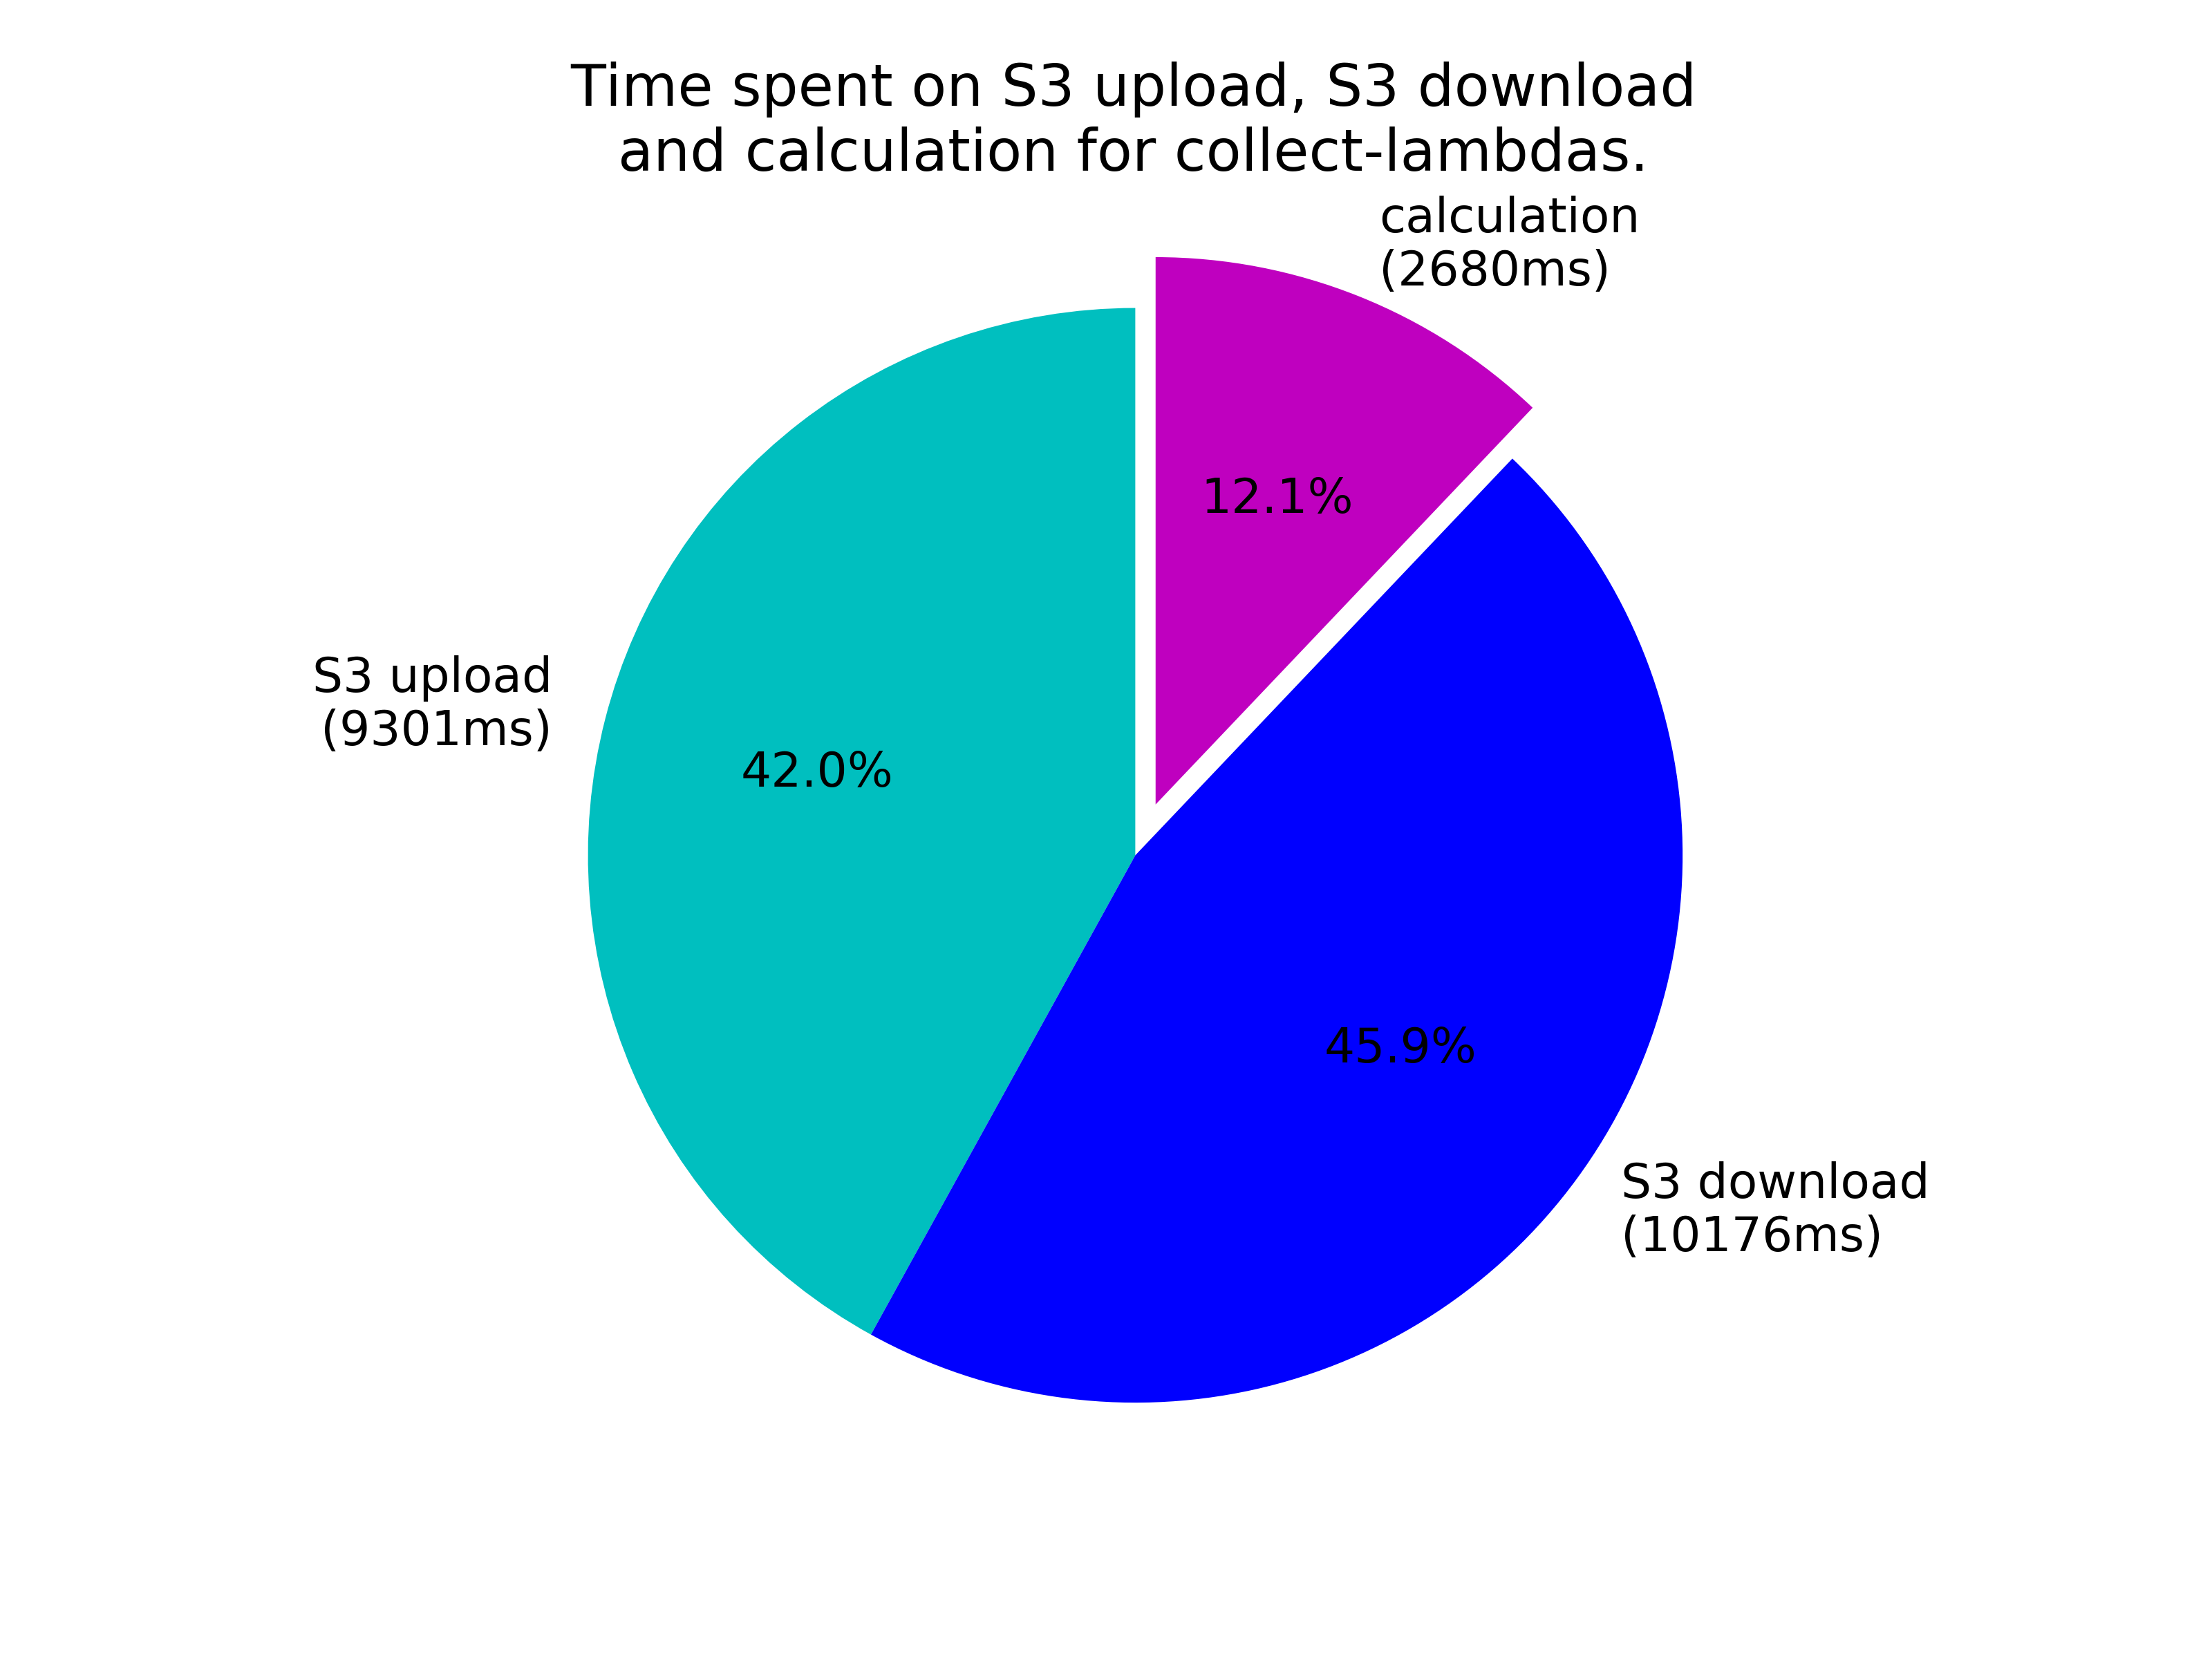 Time spent on S3 upload, S3 download
and calculation for collect-lambdas.
calculation
(2680ms)
12.1%
S3 upload
(9301ms)
42.0%
45.9%
S3 download
(10176ms)